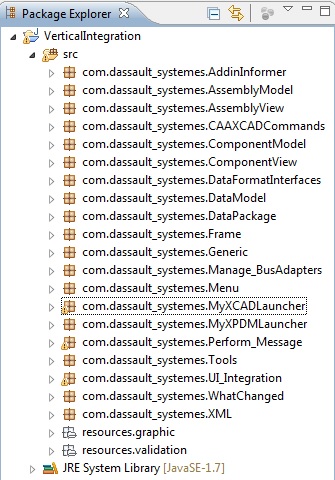 Package Explorer
VerticalIntegration
src
com.dassault_systemes.AddinInformer
com.dassault_systemes.AssemblyModel
com.dassault_systemes.AssemblyView
com.dassault_systemes.CAAXCADCommands
com.dassault_systemes.ComponentModel
com.dassault_systemes.ComponentView
com.dassault_systemes.DataFormatInterfaces
com.dassault_systemes.DataModel
com.dassault_systemes.DataPackage
com.dassault_systemes.Frame
com.dassault_systemes.Generic
com.dassault_systemes.Manage_BusAdapters
com.dassault_systemes.Menu
com.dassault_systemes.MyXCADLauncher
com.dassault_systemes.MyXPDMLauncher
com.dassault_systemes.Perform_Message
com.dassault_systemes.Tools
com.dassault_systemes.UI_Integration
com.dassault_systemes.WhatChanged
com.dassault_systemes.XML
resources.graphic
resources.validation
JRE System Library [JavaSE-1.7]